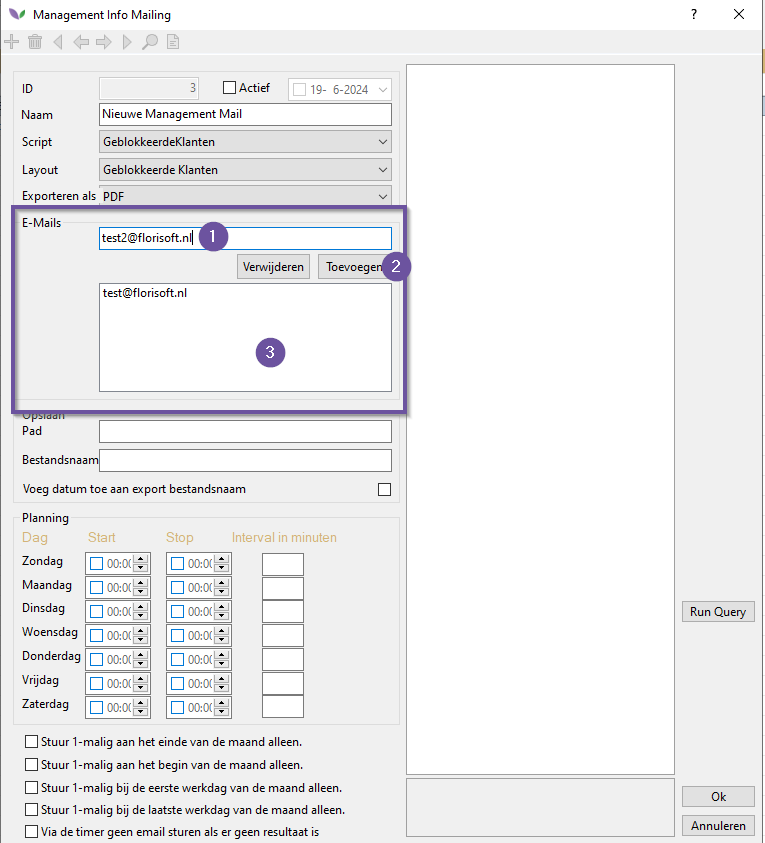 Management Info Mailing ?
ID 3 Actief 19- 6-2024
Naam Nieuwe Management Mail
Script GeblokkeerdeKlanten
Layout Geblokkeerde Klanten
Exporteren als PDF
E-Mails
test2@florisoft.nl 1
Verwijderen Toevoegen 2
test@florisoft.nl
3
Opslaan
Pad
Bestandsnaam
Voeg datum toe aan export bestandsnaam
Planning
Dag Start Stop Interval in minuten
Zondag 00:0 00:0
Maandag 00:0 00:0
Dinsdag 00:0 00:0
Run Query
Woensdag 00:0 00:0
Donderdag 00:0 00:0
Vrijdag 00:0 00:0
Zaterdag 00:0 00:0
Stuur 1-malig aan het einde van de maand alleen.
Stuur 1-malig aan het begin van de maand alleen.
Stuur 1-malig bij de eerste werkdag van de maand alleen.
Stuur 1-malig bij de laatste werkdag van de maand alleen.
Via de timer geen email sturen als er geen resultaat is
Ok
Annuleren